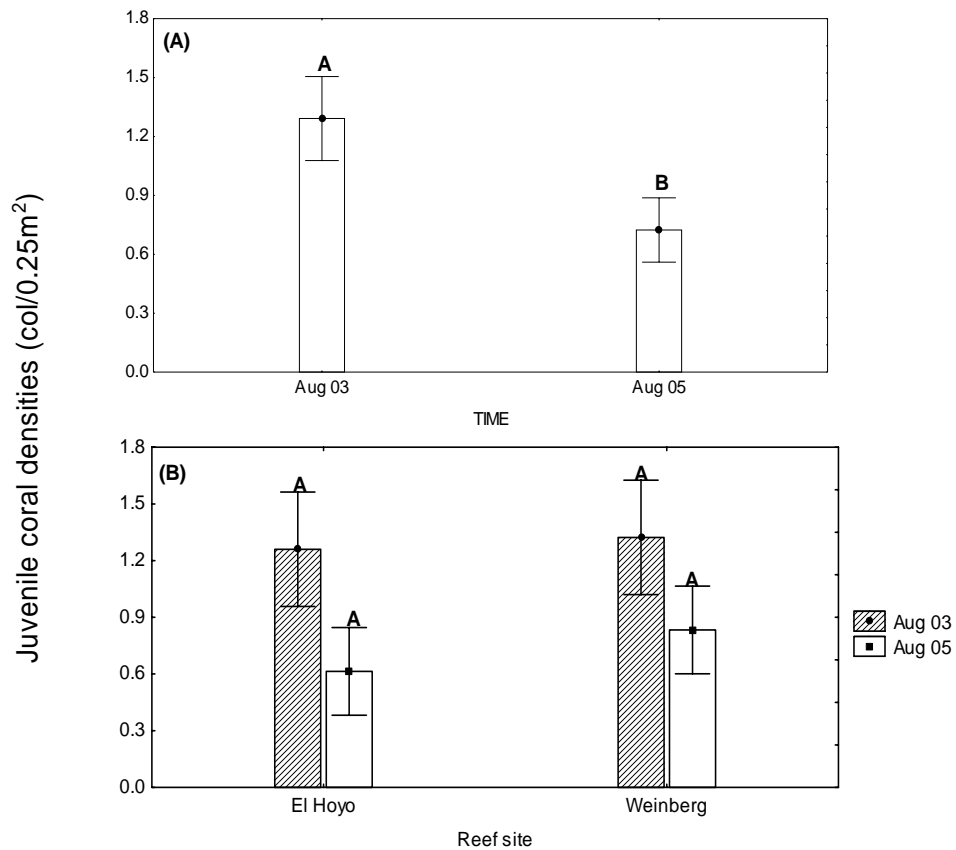 Juvenile coral densities (col/0.25m²)
(A)
1.8
1.5
1.2
0.9
0.6
0.3
0.0
A
B
Aug 03
Aug 05
TIME
(B)
1.8
1.5
1.2
0.9
0.6
0.3
0.0
A
A
A
A
El Hoyo
Weinberg
Reef site
Aug 03
Aug 05